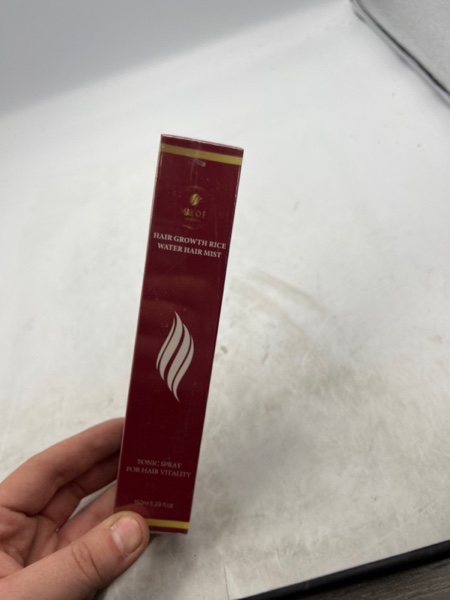 HAIR GROWTH RICE
WATER HAIR MIST
TONIC SPRAY
FOR HAIR VITALITY